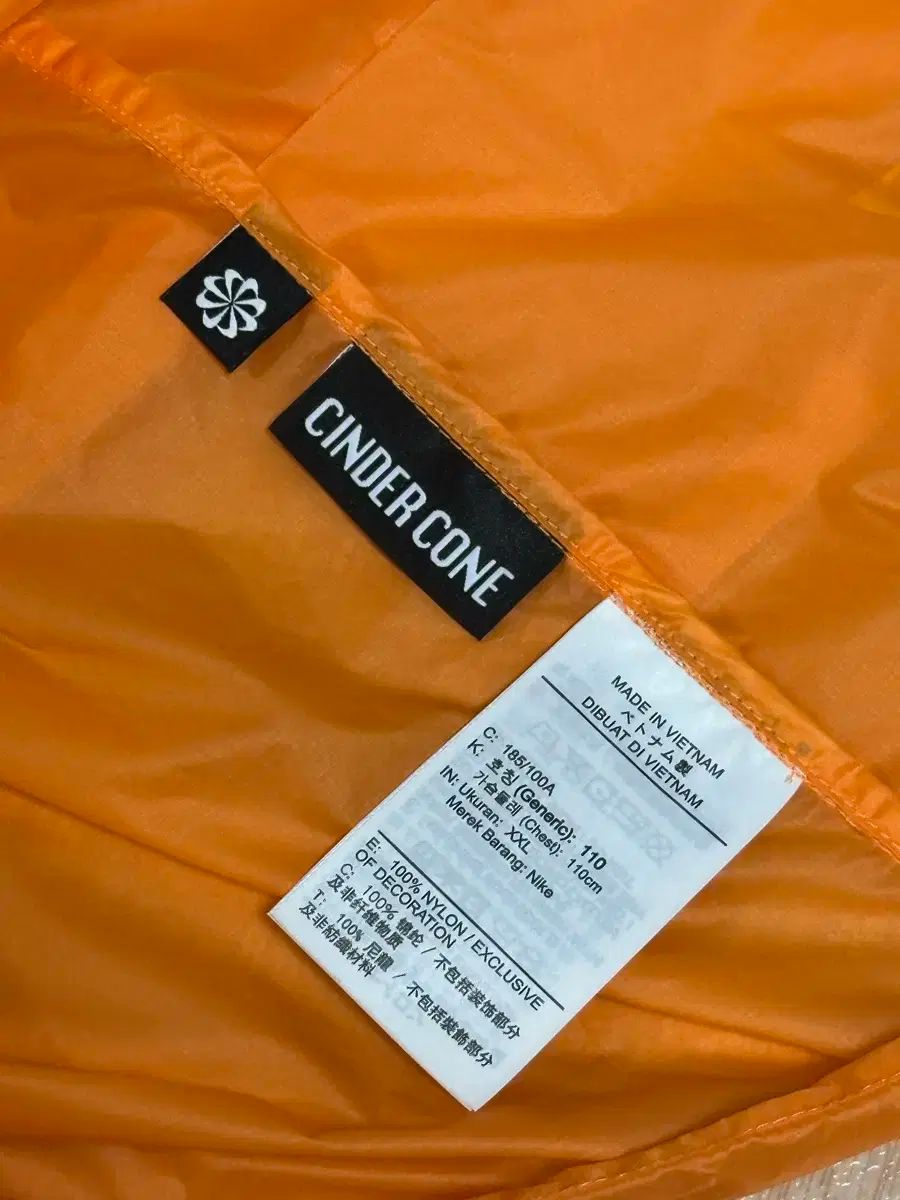 CINDER CONE
MADE IN VIETNAM
ベトナム製
DIBUAT DI VIETNAM
C: 185/100A
K: 호칭 (Generic): 110
가슴둘레 (Chest): 110cm
IN: Ukuran: XXL
Merek Barang: Nike
E: 100% NYLON / EXCLUSIVE
OF DECORATION
C: 100% 锦纶 / 不包括装饰部分
及非纤维物质
T: 100% 尼龍 / 不包括裝飾部分
及非紡織材料